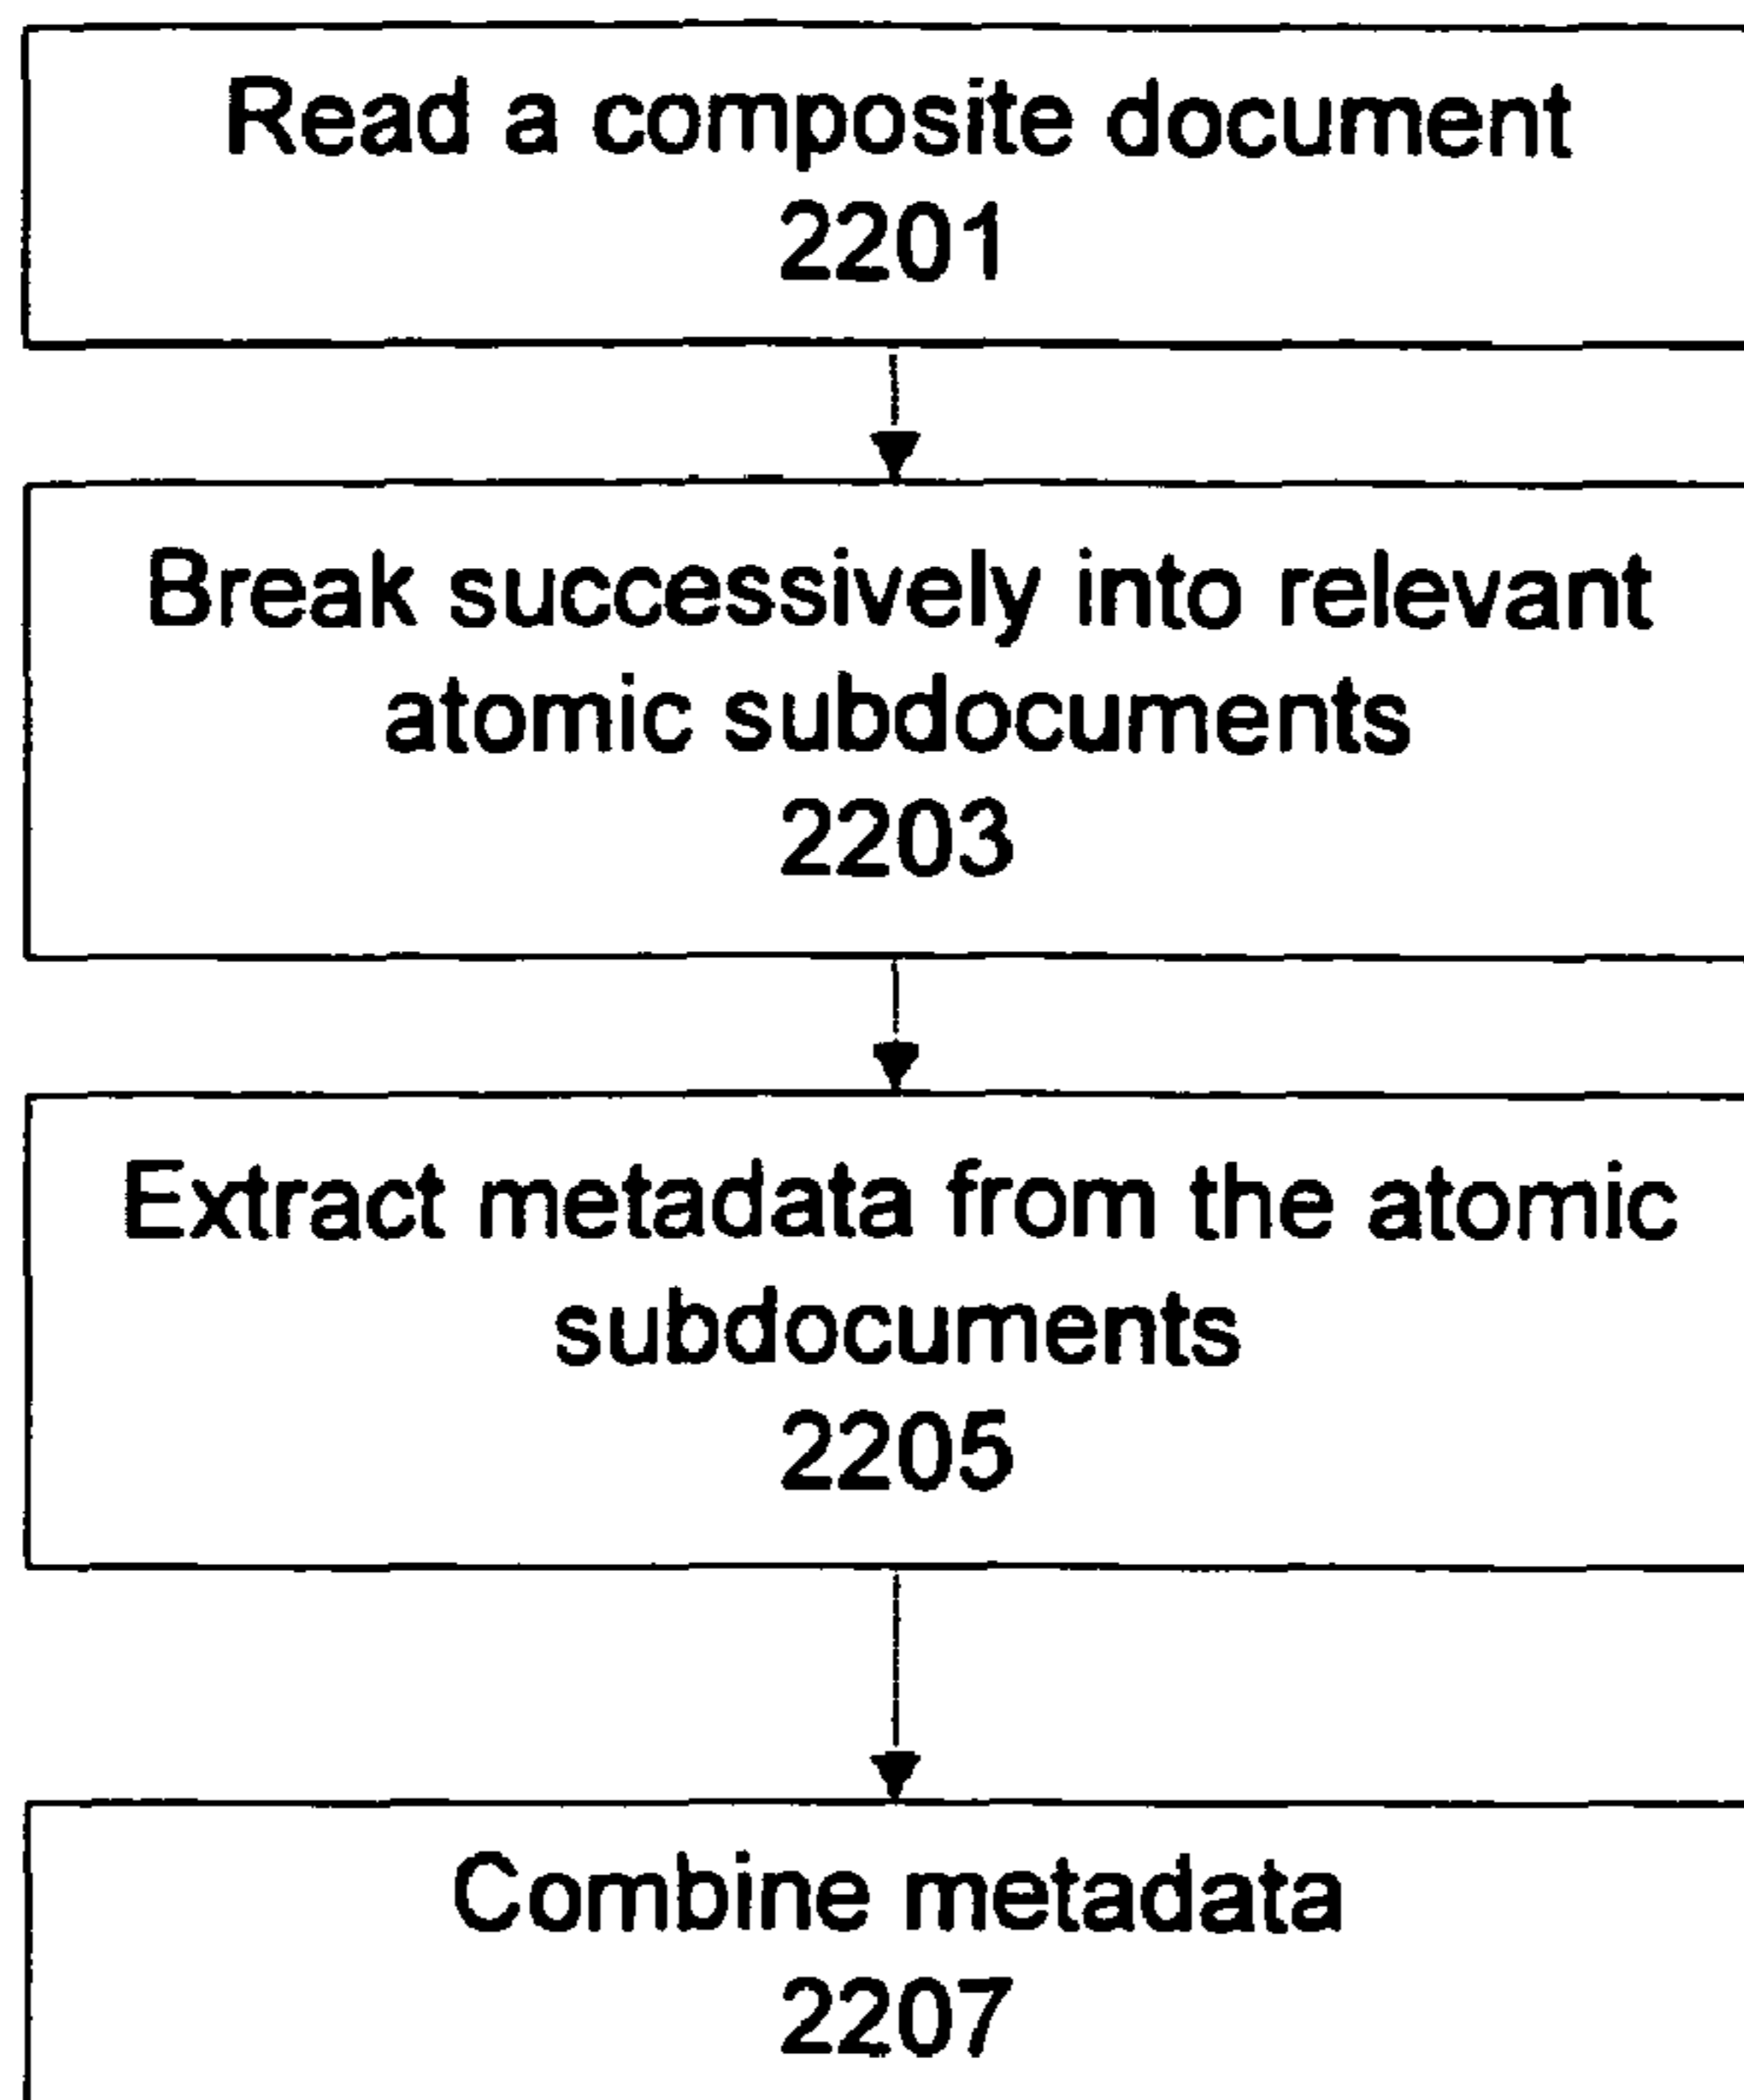 Read a composite document
2201
Break successively into relevant
atomic subdocuments
2203
Extract metadata from the atomic
subdocuments
2205
Combine metadata
2207